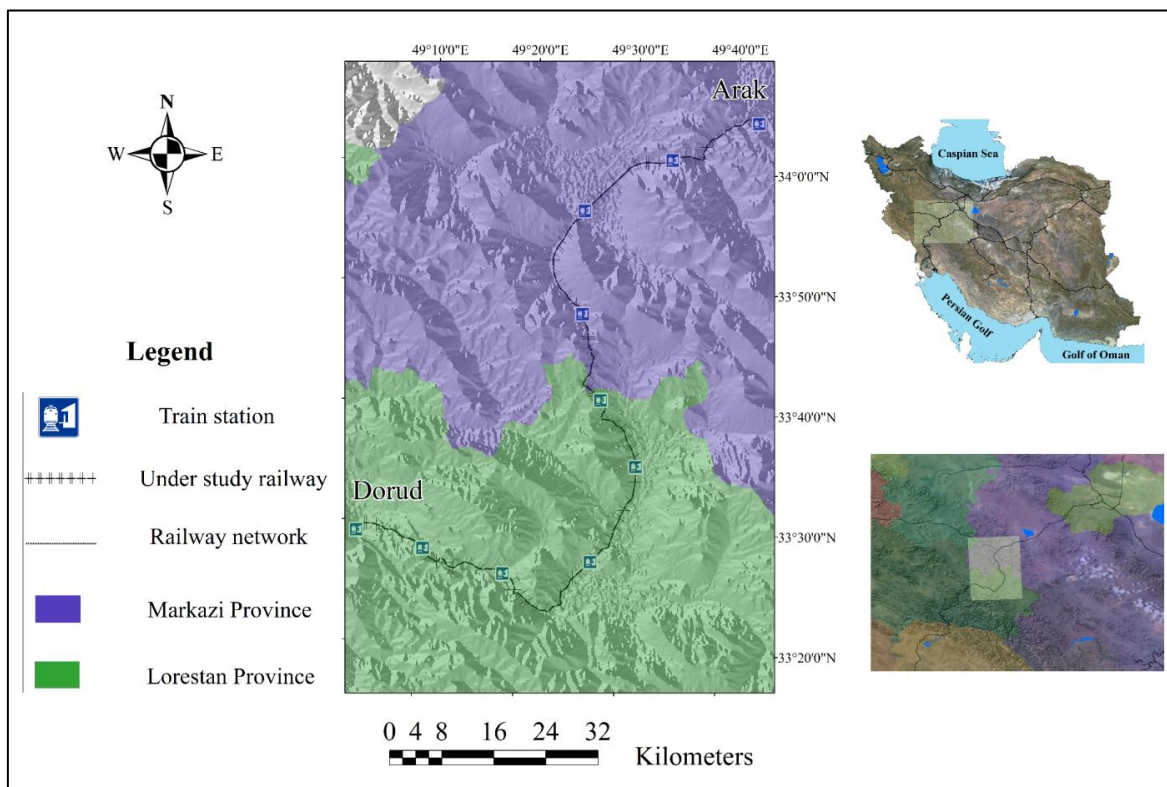 49°10'0"E 49°20'0"E 49°30'0"E 49°40'0"E
N
W E
S
Arak
34°0'0"N
33°50'0"N
33°40'0"N
33°30'0"N
33°20'0"N
Dorud
Legend
Train station
Under study railway
Railway network
Markazi Province
Lorestan Province
0 4 8 16 24 32
Kilometers
Caspian Sea
Persian Golf
Golf of Oman